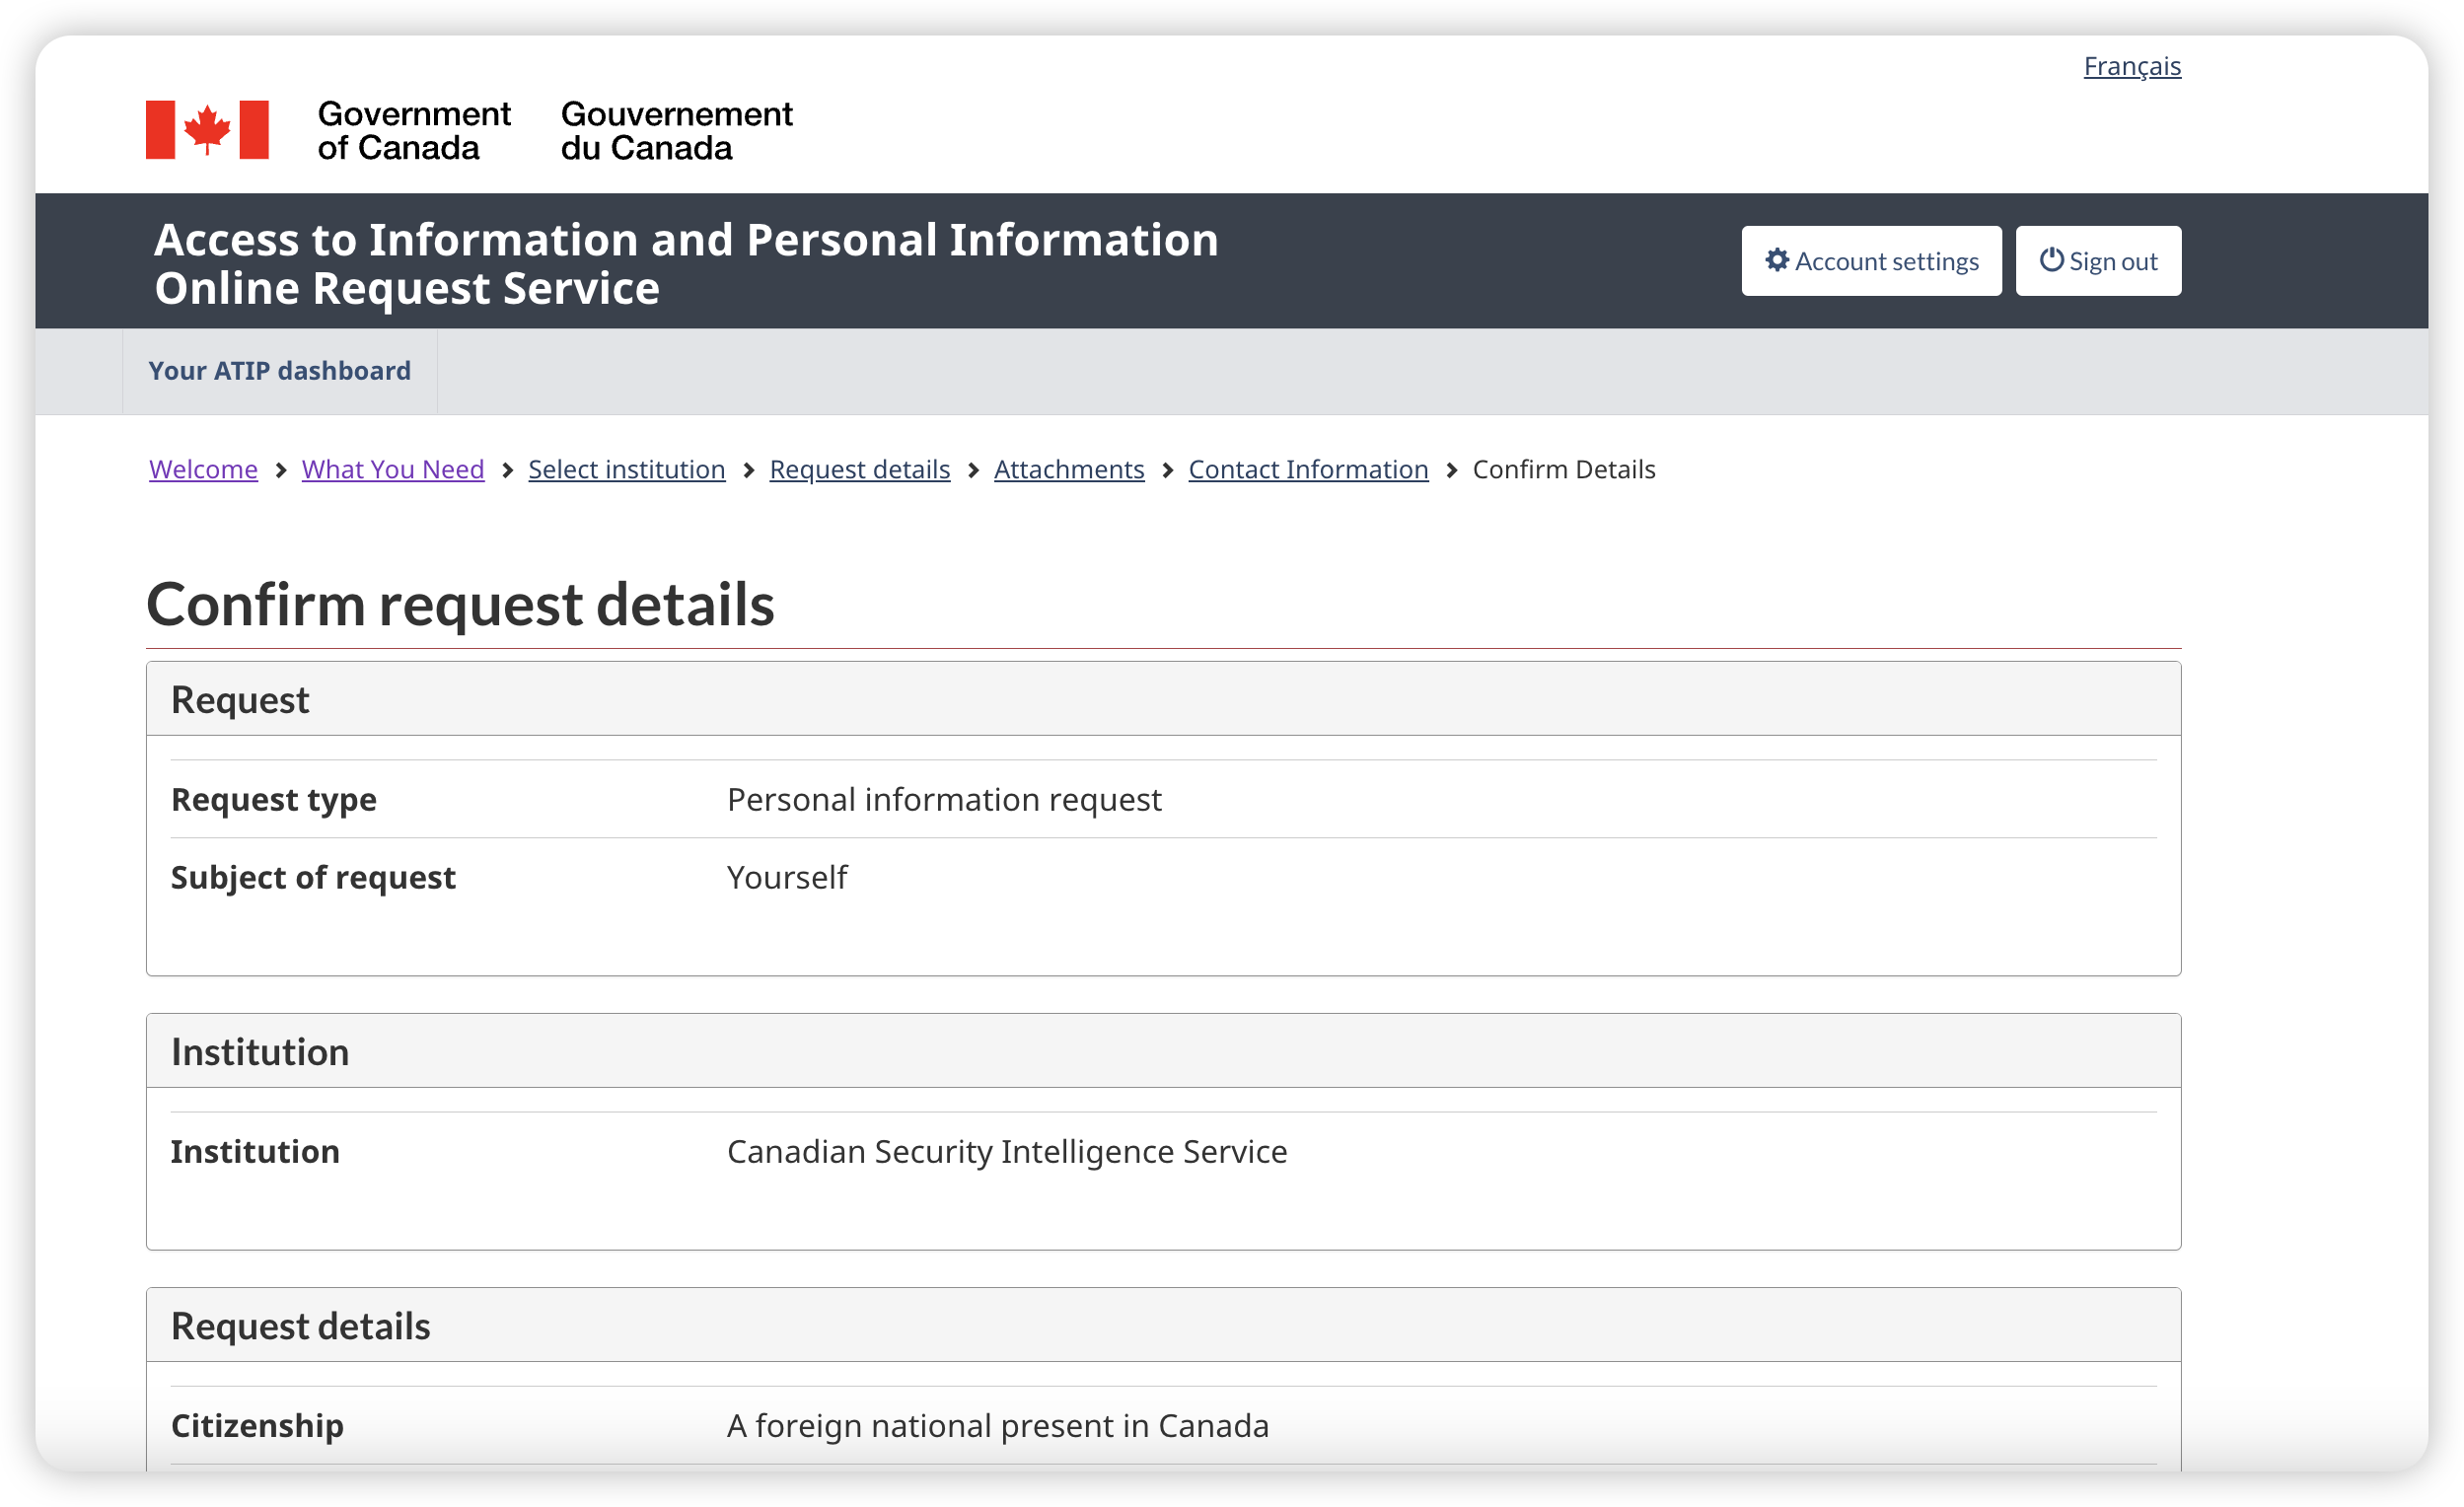 Français
Government of Canada
Gouvernement du Canada
Access to Information and Personal Information
Online Request Service
Account settings
Sign out
Your ATIP dashboard
Welcome > What You Need > Select institution > Request details > Attachments > Contact Information > Confirm Details
Confirm request details
Request
Request type Personal information request
Subject of request Yourself
Institution
Institution Canadian Security Intelligence Service
Request details
Citizenship A foreign national present in Canada